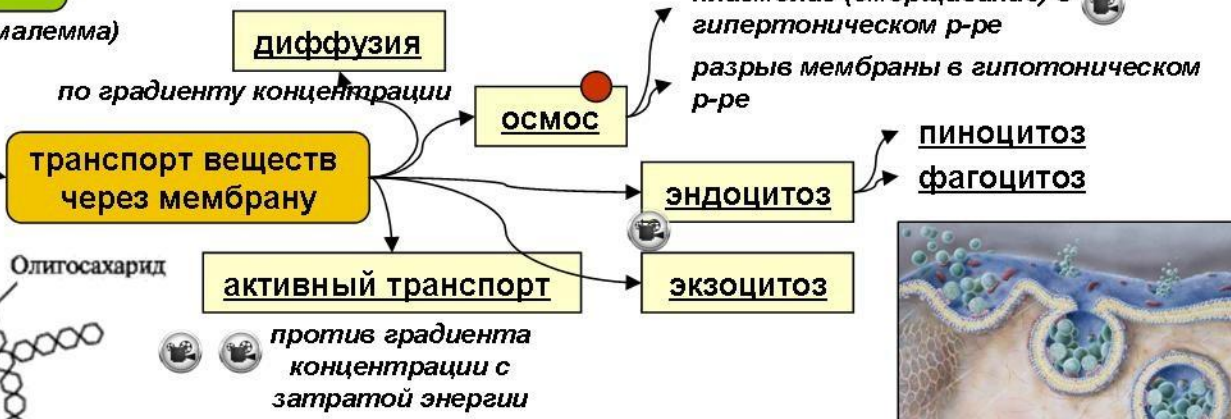 малемма)
диффузия
по градиенту концентрации
осмос
гипертоническом р-ре
разрыв мембраны в гипотоническом
р-ре
транспорт веществ
через мембрану
эндоцитоз
пиноцитоз
фагоцитоз
Олигосахарид
активный транспорт
экзоцитоз
против градиента
концентрации с
затратой энергии